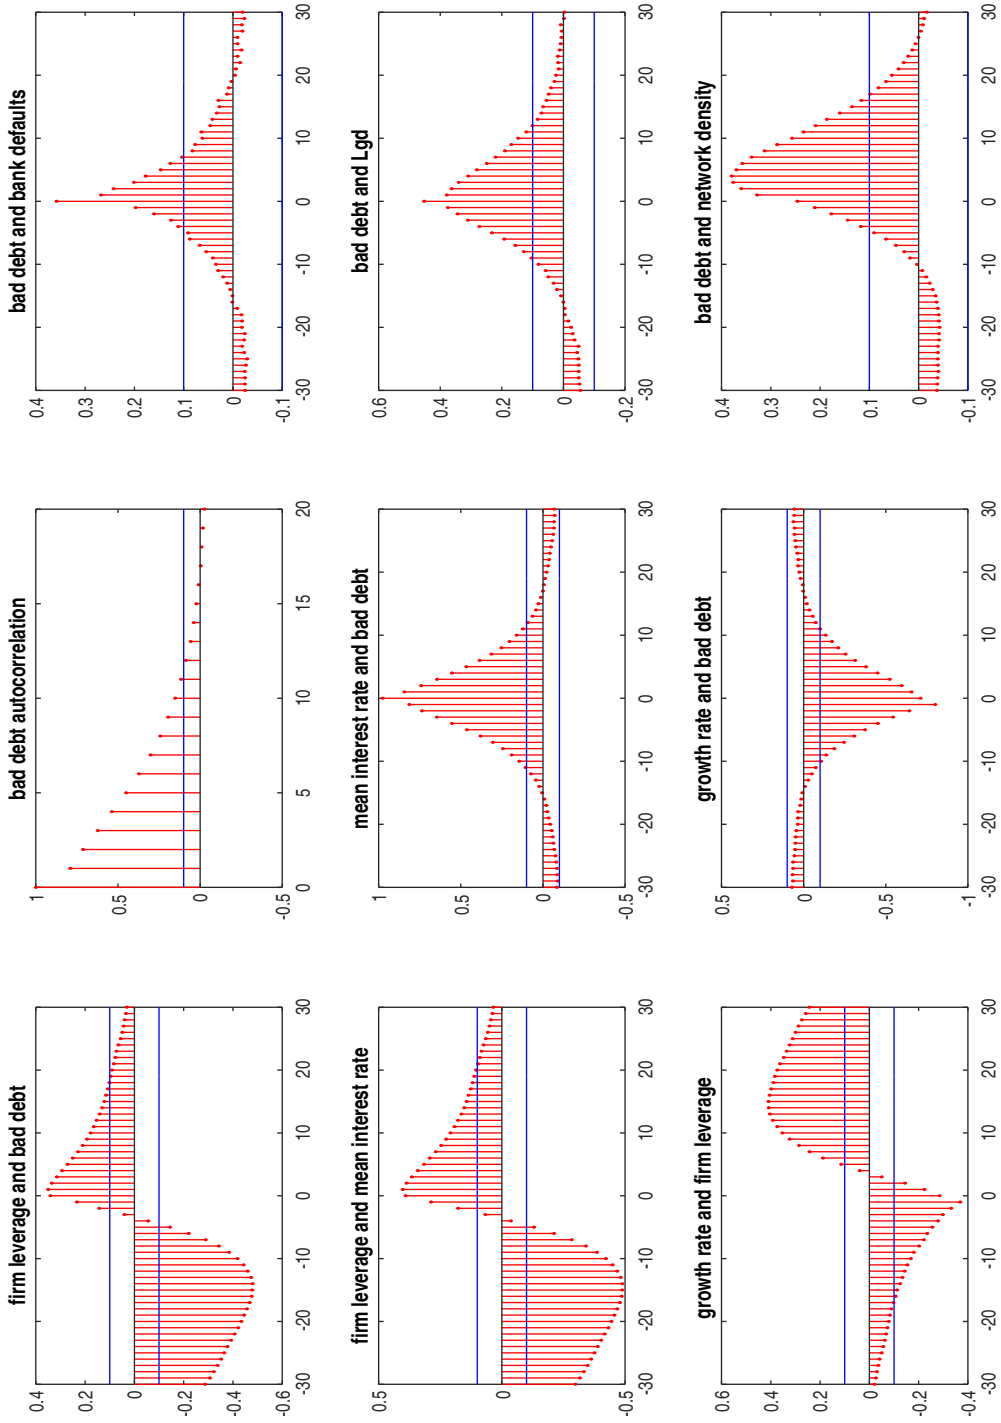 firm leverage and bad debt
0.4
0.2
0
-0.2
-0.4
-0.6
-30 -20 -10 0 10 20 30
bad debt autocorrelation
1
0.5
0
-0.5
0 5 10 15 20
bad debt and bank defaults
0.4
0.3
0.2
0.1
0
-0.1
-30 -20 -10 0 10 20 30
firm leverage and mean interest rate
0.5
0
-0.5
-30 -20 -10 0 10 20 30
mean interest rate and bad debt
1
0.5
0
-0.5
-30 -20 -10 0 10 20 30
bad debt and Lgd
0.6
0.4
0.2
0
-0.2
-30 -20 -10 0 10 20 30
growth rate and firm leverage
0.6
0.4
0.2
0
-0.2
-0.4
-30 -20 -10 0 10 20 30
growth rate and bad debt
0.5
0
-0.5
-1
-30 -20 -10 0 10 20 30
bad debt and network density
0.4
0.3
0.2
0.1
0
-0.1
-30 -20 -10 0 10 20 30